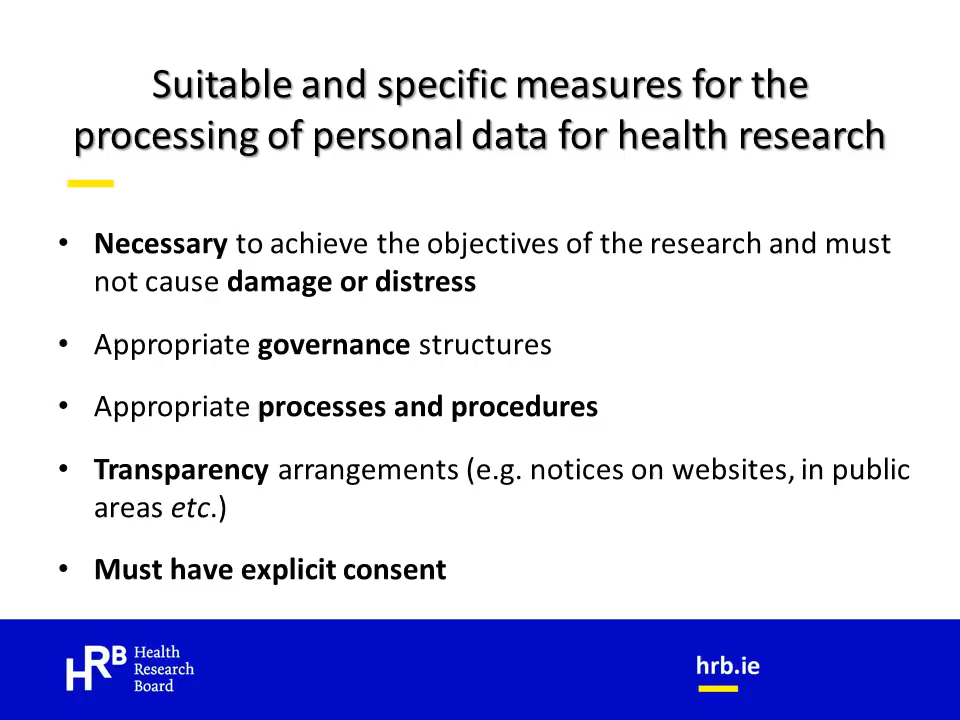 Suitable and specific measures for the
processing of personal data for health research
• Necessary to achieve the objectives of the research and must
not cause damage or distress
• Appropriate governance structures
• Appropriate processes and procedures
• Transparency arrangements (e.g. notices on websites, in public
areas etc.)
• Must have explicit consent
HRB Health
Research
Board
hrb.ie